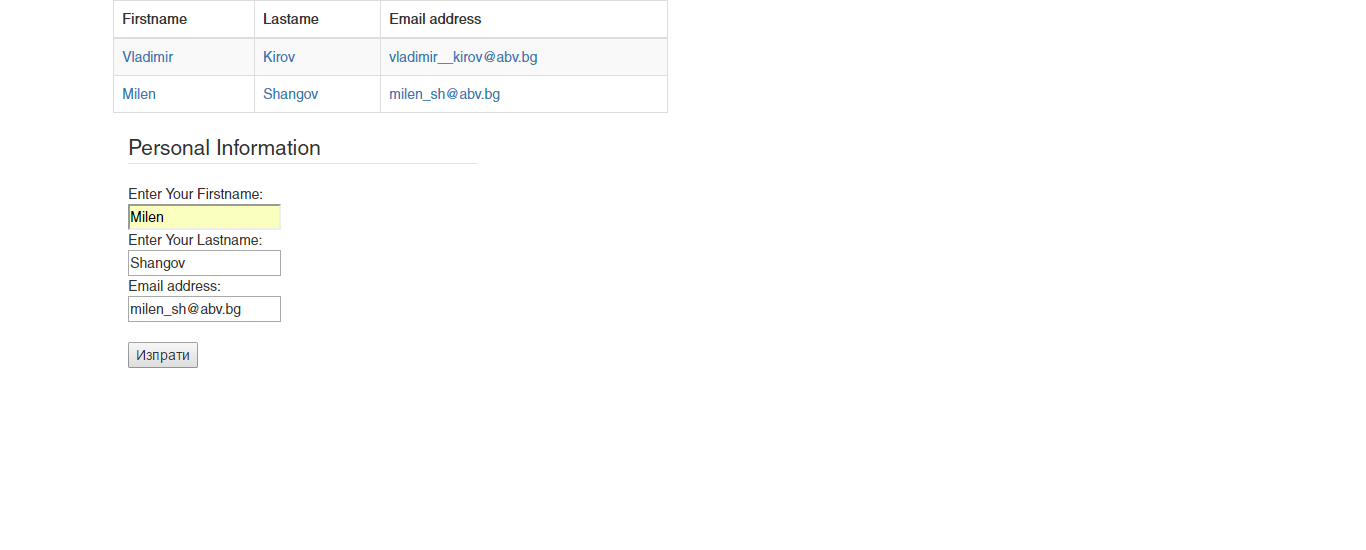 Firstname Lastame Email address
Vladimir Kirov vladimir__kirov@abv.bg
Milen Shangov milen_sh@abv.bg
Personal Information
Enter Your Firstname:
Milen
Enter Your Lastname:
Shangov
Email address:
milen_sh@abv.bg
Изпрати